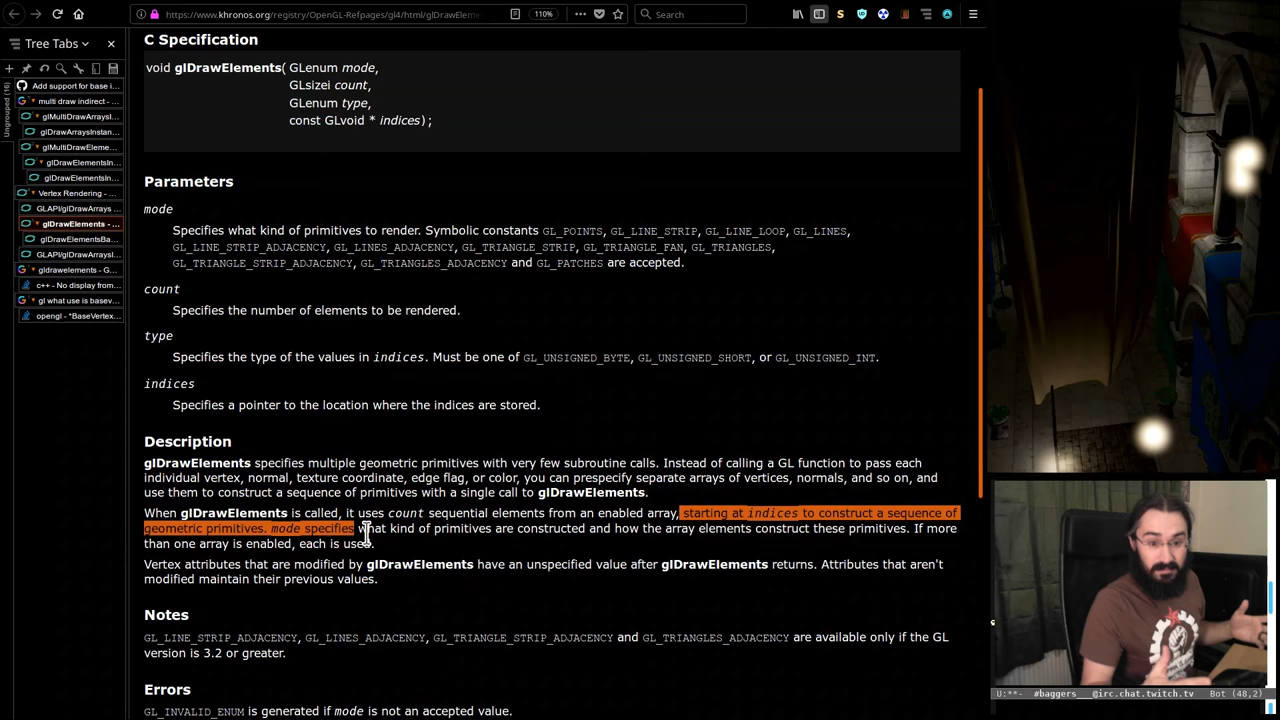 https://www.khronos.org/registry/OpenGL-Refpages/gl4/html/glDrawElem
110%
Search
Tree Tabs
Ungrouped (16)
Add support for base i...
multi draw indirect - ...
glMultiDrawArraysI...
glDrawArraysInstan...
glMultiDrawEleme...
glDrawElementsIn...
glDrawElementsIn...
Vertex Rendering - ...
GLAPI/glDrawArrays ...
glDrawElements - ...
glDrawElementsBa...
GLAPI/glDrawArraysI...
gldrawelements - G...
c++ - No display from...
gl what use is basev...
opengl - *BaseVertex...
C Specification
void glDrawElements( GLenum mode,
GLsizei count,
GLenum type,
const GLvoid * indices);
Parameters
mode
Specifies what kind of primitives to render. Symbolic constants GL_POINTS, GL_LINE_STRIP, GL_LINE_LOOP, GL_LINES,
GL_LINE_STRIP_ADJACENCY, GL_LINES_ADJACENCY, GL_TRIANGLE_STRIP, GL_TRIANGLE_FAN, GL_TRIANGLES,
GL_TRIANGLE_STRIP_ADJACENCY, GL_TRIANGLES_ADJACENCY and GL_PATCHES are accepted.
count
Specifies the number of elements to be rendered.
type
Specifies the type of the values in indices. Must be one of GL_UNSIGNED_BYTE, GL_UNSIGNED_SHORT, or GL_UNSIGNED_INT.
indices
Specifies a pointer to the location where the indices are stored.
Description
glDrawElements specifies multiple geometric primitives with very few subroutine calls. Instead of calling a GL function to pass each
individual vertex, normal, texture coordinate, edge flag, or color, you can prespecify separate arrays of vertices, normals, and so on, and
use them to construct a sequence of primitives with a single call to glDrawElements.
When glDrawElements is called, it uses count sequential elements from an enabled array, starting at indices to construct a sequence of
geometric primitives. mode specifies what kind of primitives are constructed and how the array elements construct these primitives. If more
than one array is enabled, each is used.
Vertex attributes that are modified by glDrawElements have an unspecified value after glDrawElements returns. Attributes that aren't
modified maintain their previous values.
Notes
GL_LINE_STRIP_ADJACENCY, GL_LINES_ADJACENCY, GL_TRIANGLE_STRIP_ADJACENCY and GL_TRIANGLES_ADJACENCY are available only if the GL
version is 3.2 or greater.
Errors
GL_INVALID_ENUM is generated if mode is not an accepted value.
U:**- #baggers___@irc.chat.twitch.tv Bot (48,2)